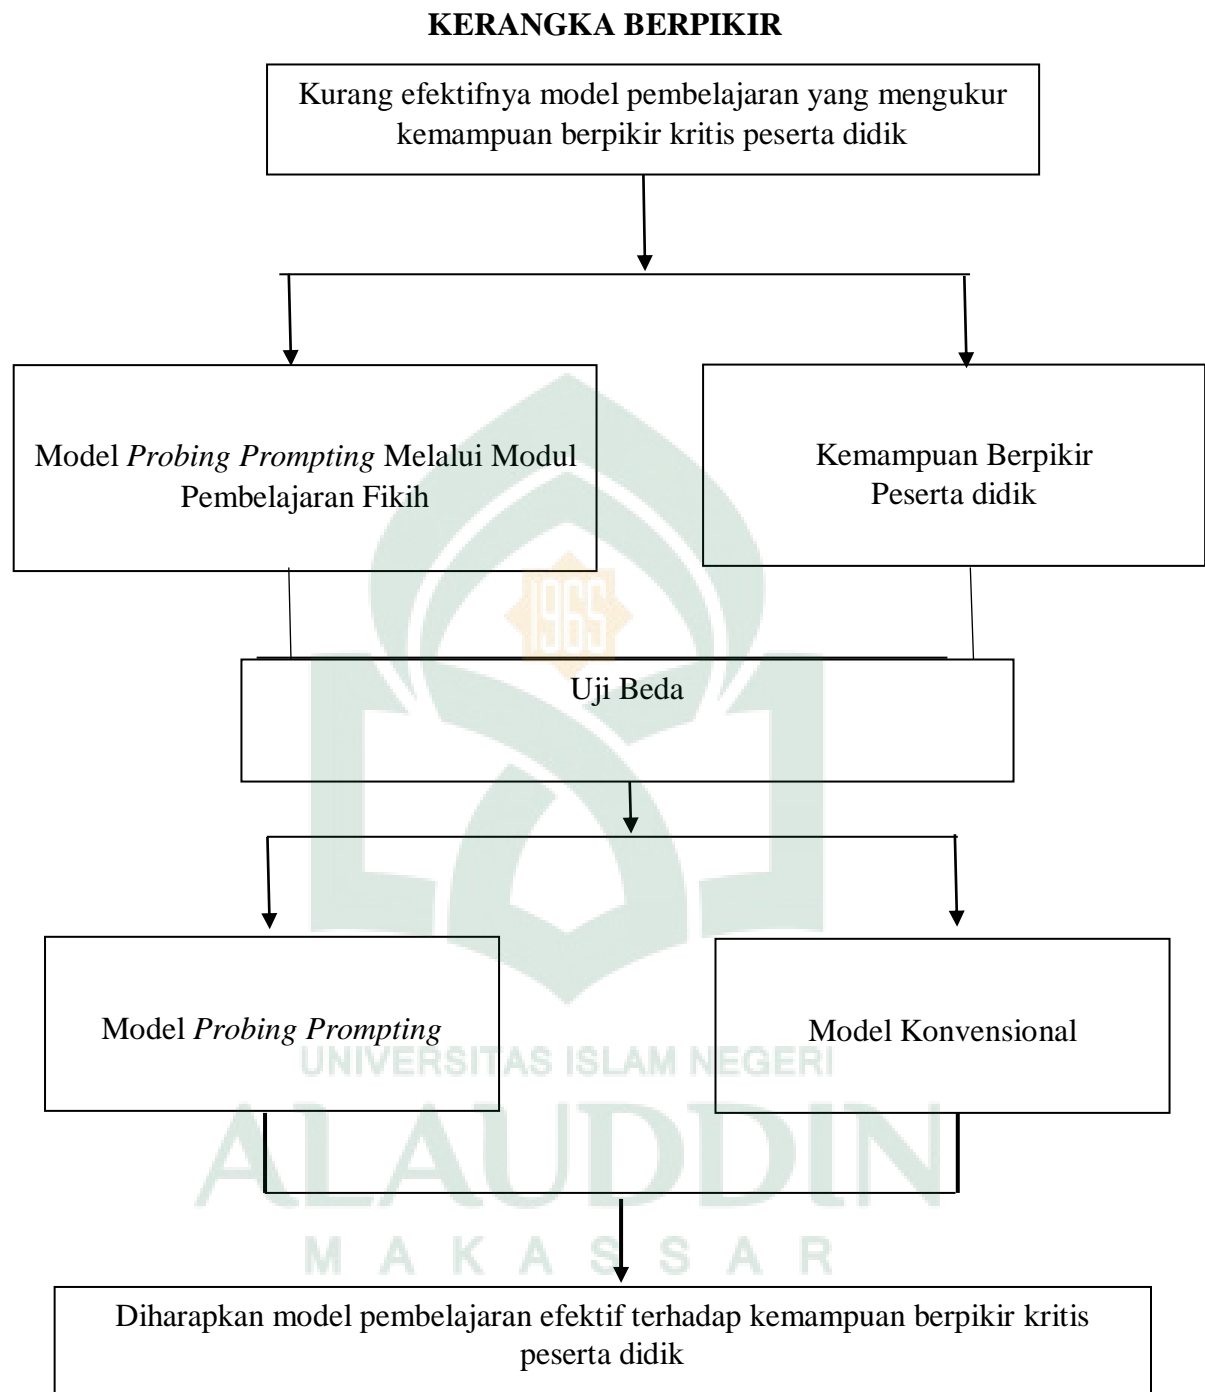 KERANGKA BERPIKIR
Kurang efektifnya model pembelajaran yang mengukur
kemampuan berpikir kritis peserta didik
Model Probing Prompting Melalui Modul
Pembelajaran Fikih
Kemampuan Berpikir
Peserta didik
1965
Uji Beda
Model Probing Prompting
Model Konvensional
UNIVERSITAS ISLAM NEGERI
ALAUDDIN
MAKASSAR
Diharapkan model pembelajaran efektif terhadap kemampuan berpikir kritis
peserta didik